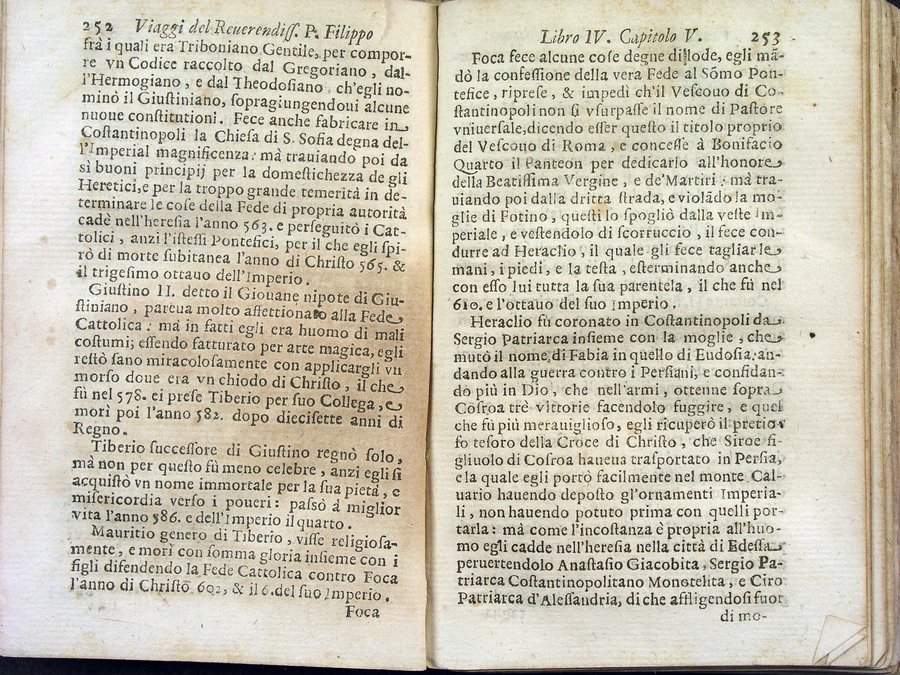 252 Viaggi del Reuerendiſſ. P. Filippo
frà i quali era Triboniano Gentile, per compor-
re vn Codice raccolto dal Gregoriano, dal-
l'Hermogiano, e dal Theodoſiano, ch'egli no-
minò il Giuſtiniano, ſopragiungendoui alcune
nuoue conſtitutioni. Fece anche fabricare in
Coſtantinopoli la Chieſa di S. Sofia degna del-
l'Imperial magnificenza: mà trauiando poi da
sì buoni principij per la domeſtichezza de gli
Heretici, e per la troppo grande temerità in de-
terminare le coſe della Fede di propria autorità
cadè nell'hereſia l'anno 563. e perſeguitò i Cat-
tolici, anzi l'iſteſſi Pontefici, per il che egli ſpi-
rò di morte ſubitanea l'anno di Chriſto 565. &
il trigeſimo ottauo dell'Imperio.
Giuſtino II. detto il Giouane nipote di Giu-
ſtiniano, pareua molto affettionato alla Fede
Cattolica: mà in fatti egli era huomo di mali
coſtumi; eſſendo fatturato per arte magica, egli
reſtò ſano miracoloſamente con applicargli vn
morſo doue era vn chiodo di Chriſto, il che
fù nel 578. ei preſe Tiberio per ſuo Collega, e
morì poi l'anno 582. dopo dieciſette anni di
Regno.
Tiberio ſucceſſore di Giuſtino regnò ſolo,
mà non per queſto fù meno celebre, anzi egli ſi
acquiſtò vn nome immortale per la ſua pietà, e
miſericordia verſo i poueri: paſsò à miglior
vita l'anno 586. e dell'Imperio il quarto.
Mauritio genero di Tiberio, viſſe religioſa-
mente, e morì con ſomma gloria inſieme con i
figli difendendo la Fede Cattolica contro Foca
l'anno di Chriſto 602, & il 6. del ſuo Imperio.
Foca
Libro IV. Capitolo V. 253
Foca fece alcune coſe degne di lode, egli mã-
dò la confeſſione della vera Fede al Sõmo Pon-
tefice, ripreſe, & impedì ch'il Veſcouo di Co-
ſtantinopoli non ſi vſurpaſſe il nome di Paſtore
vniuerſale, dicendo eſſer queſto il titolo proprio
del Veſcouo di Roma, e conceſſe à Bonifacio
Quarto il Panteon per dedicarlo all'honore
della Beatiſſima Vergine, e de' Martiri: mà tra-
uiando poi dalla dritta ſtrada, e violãdo la mo-
glie di Fotino, queſti lo ſpogliò dalla veſte im-
periale, e veſtendolo di ſcorruccio, il fece con-
durre ad Heraclio, il quale gli fece tagliar le
mani, i piedi, e la teſta, eſterminando anche
con eſſo lui tutta la ſua parentela, il che fù nel
610. e l'ottauo del ſuo Imperio.
Heraclio fù coronato in Coſtantinopoli da
Sergio Patriarca inſieme con la moglie, che
mutò il nome di Fabia in quello di Eudoſia: an-
dando alla guerra contro i Perſiani, e confidan-
do più in Dio, che nell'armi, ottenne ſopra
Coſroa trè vittorie facendolo fuggire, e quel
che fù più merauiglioſo, egli ricuperò il pretio-
ſo teſoro della Croce di Chriſto, che Siroe fi-
gliuolo di Coſroa haueua traſportato in Perſia,
e la quale egli portò facilmente nel monte Cal-
uario hauendo depoſto gl'ornamenti Imperia-
li, non hauendo potuto prima con quelli por-
tarla: mà come l'incoſtanza è propria all'huo-
mo egli cadde nell'hereſia nella città di Edeſſa
peruertendolo Anaſtaſio Giacobita, Sergio Pa-
triarca Coſtantinopolitano Monotelita, e Ciro
Patriarca d'Aleſſandria, di che affligendoſi fuor
di mo-